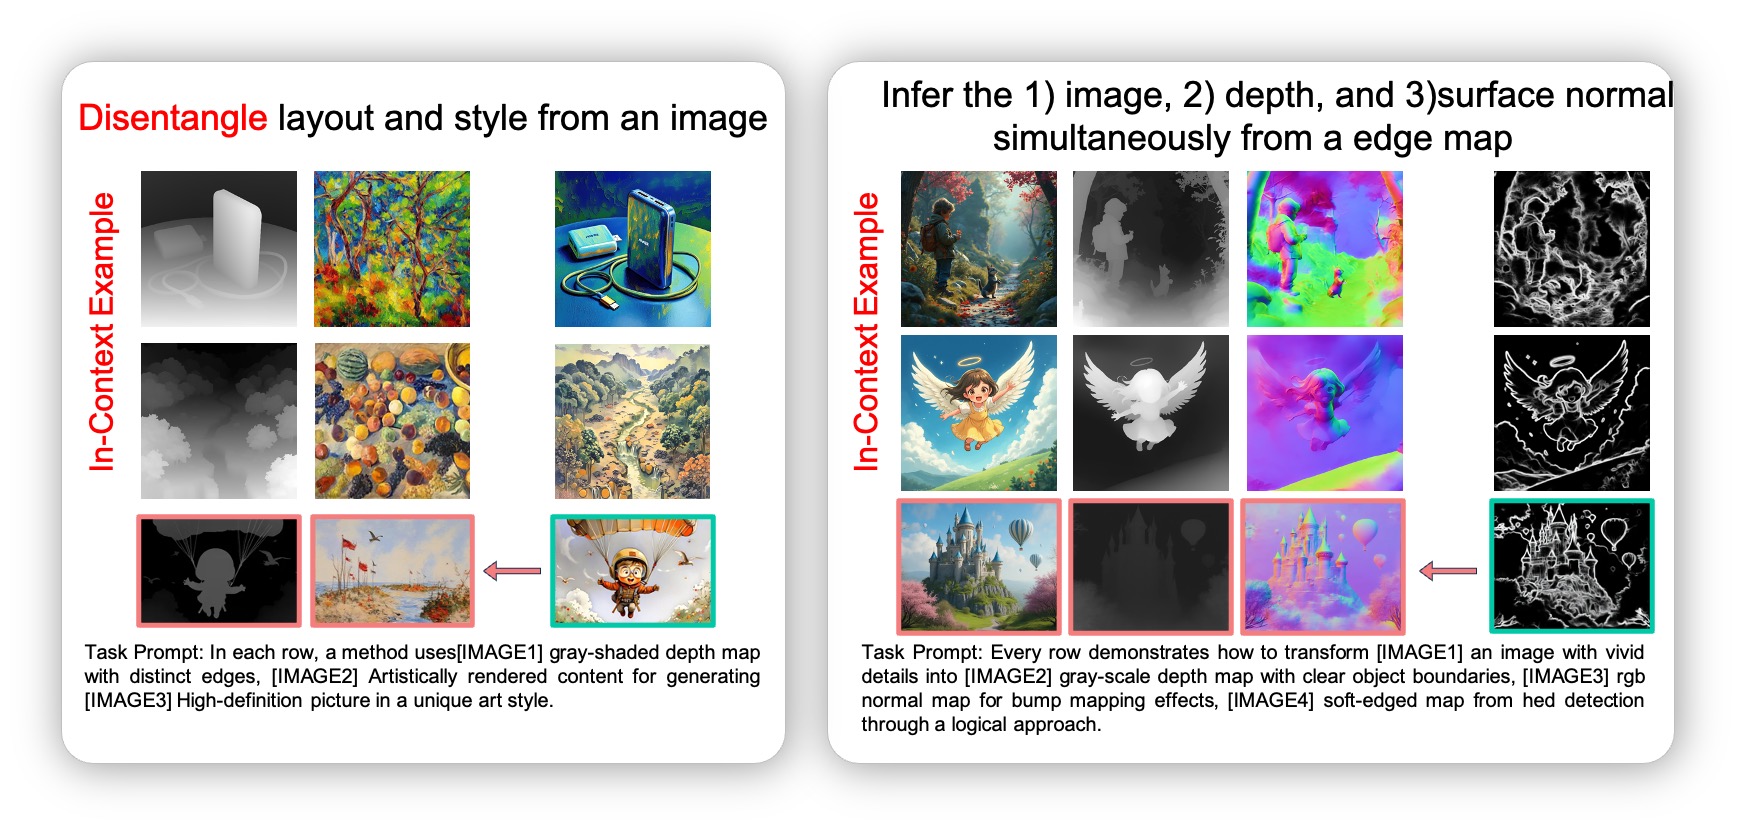 Disentangle layout and style from an image
In-Context Example
Task Prompt: In each row, a method uses[IMAGE1] gray-shaded depth map
with distinct edges, [IMAGE2] Artistically rendered content for generating
[IMAGE3] High-definition picture in a unique art style.
Infer the 1) image, 2) depth, and 3)surface normal
simultaneously from a edge map
In-Context Example
Task Prompt: Every row demonstrates how to transform [IMAGE1] an image with vivid
details into [IMAGE2] gray-scale depth map with clear object boundaries, [IMAGE3] rgb
normal map for bump mapping effects, [IMAGE4] soft-edged map from hed detection
through a logical approach.